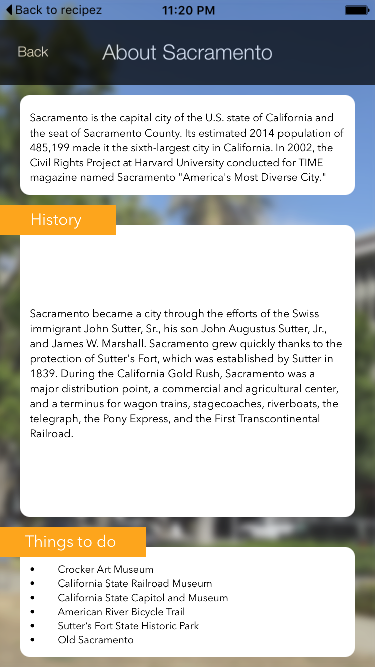 Back to recipez
11:20 PM
Back
About Sacramento
Sacramento is the capital city of the U.S. state of California and
the seat of Sacramento County. Its estimated 2014 population of
485,199 made it the sixth-largest city in California. In 2002, the
Civil Rights Project at Harvard University conducted for TIME
magazine named Sacramento "America's Most Diverse City."
History
Sacramento became a city through the efforts of the Swiss
immigrant John Sutter, Sr., his son John Augustus Sutter, Jr.,
and James W. Marshall. Sacramento grew quickly thanks to the
protection of Sutter's Fort, which was established by Sutter in
1839. During the California Gold Rush, Sacramento was a
major distribution point, a commercial and agricultural center,
and a terminus for wagon trains, stagecoaches, riverboats, the
telegraph, the Pony Express, and the First Transcontinental
Railroad.
Things to do
• Crocker Art Museum
• California State Railroad Museum
• California State Capitol and Museum
• American River Bicycle Trail
• Sutter's Fort State Historic Park
• Old Sacramento